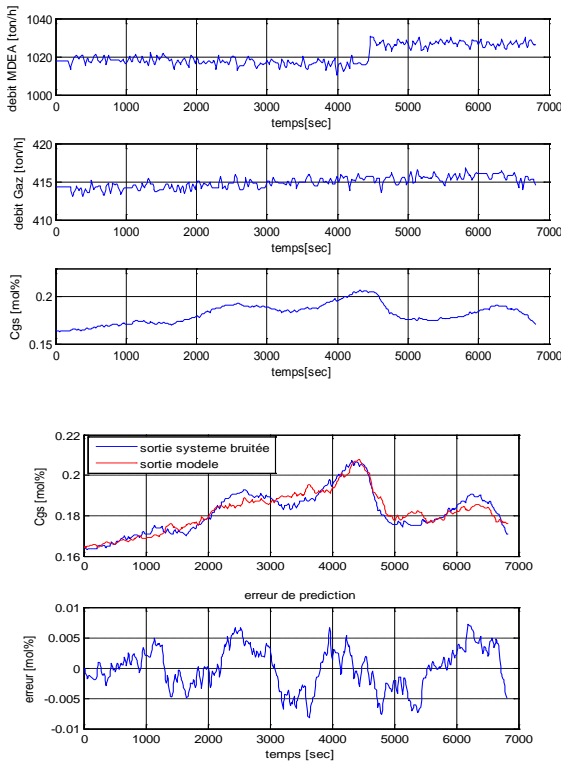 1040
1020
1000
debit MDEA [ton/h]
0 1000 2000 3000 4000 5000 6000 7000
temps[sec]
420
415
410
debit Gaz [ton/h]
0 1000 2000 3000 4000 5000 6000 7000
temps[sec]
0.2
0.15
Cgs [mol%]
0 1000 2000 3000 4000 5000 6000 7000
temps[sec]
0.22
0.2
0.18
0.16
Cgs [mol%]
sortie systeme bruitée
sortie modele
0 1000 2000 3000 4000 5000 6000 7000
erreur de prediction
0.01
0.005
0
-0.005
-0.01
erreur [mol%]
0 1000 2000 3000 4000 5000 6000 7000
temps [sec]